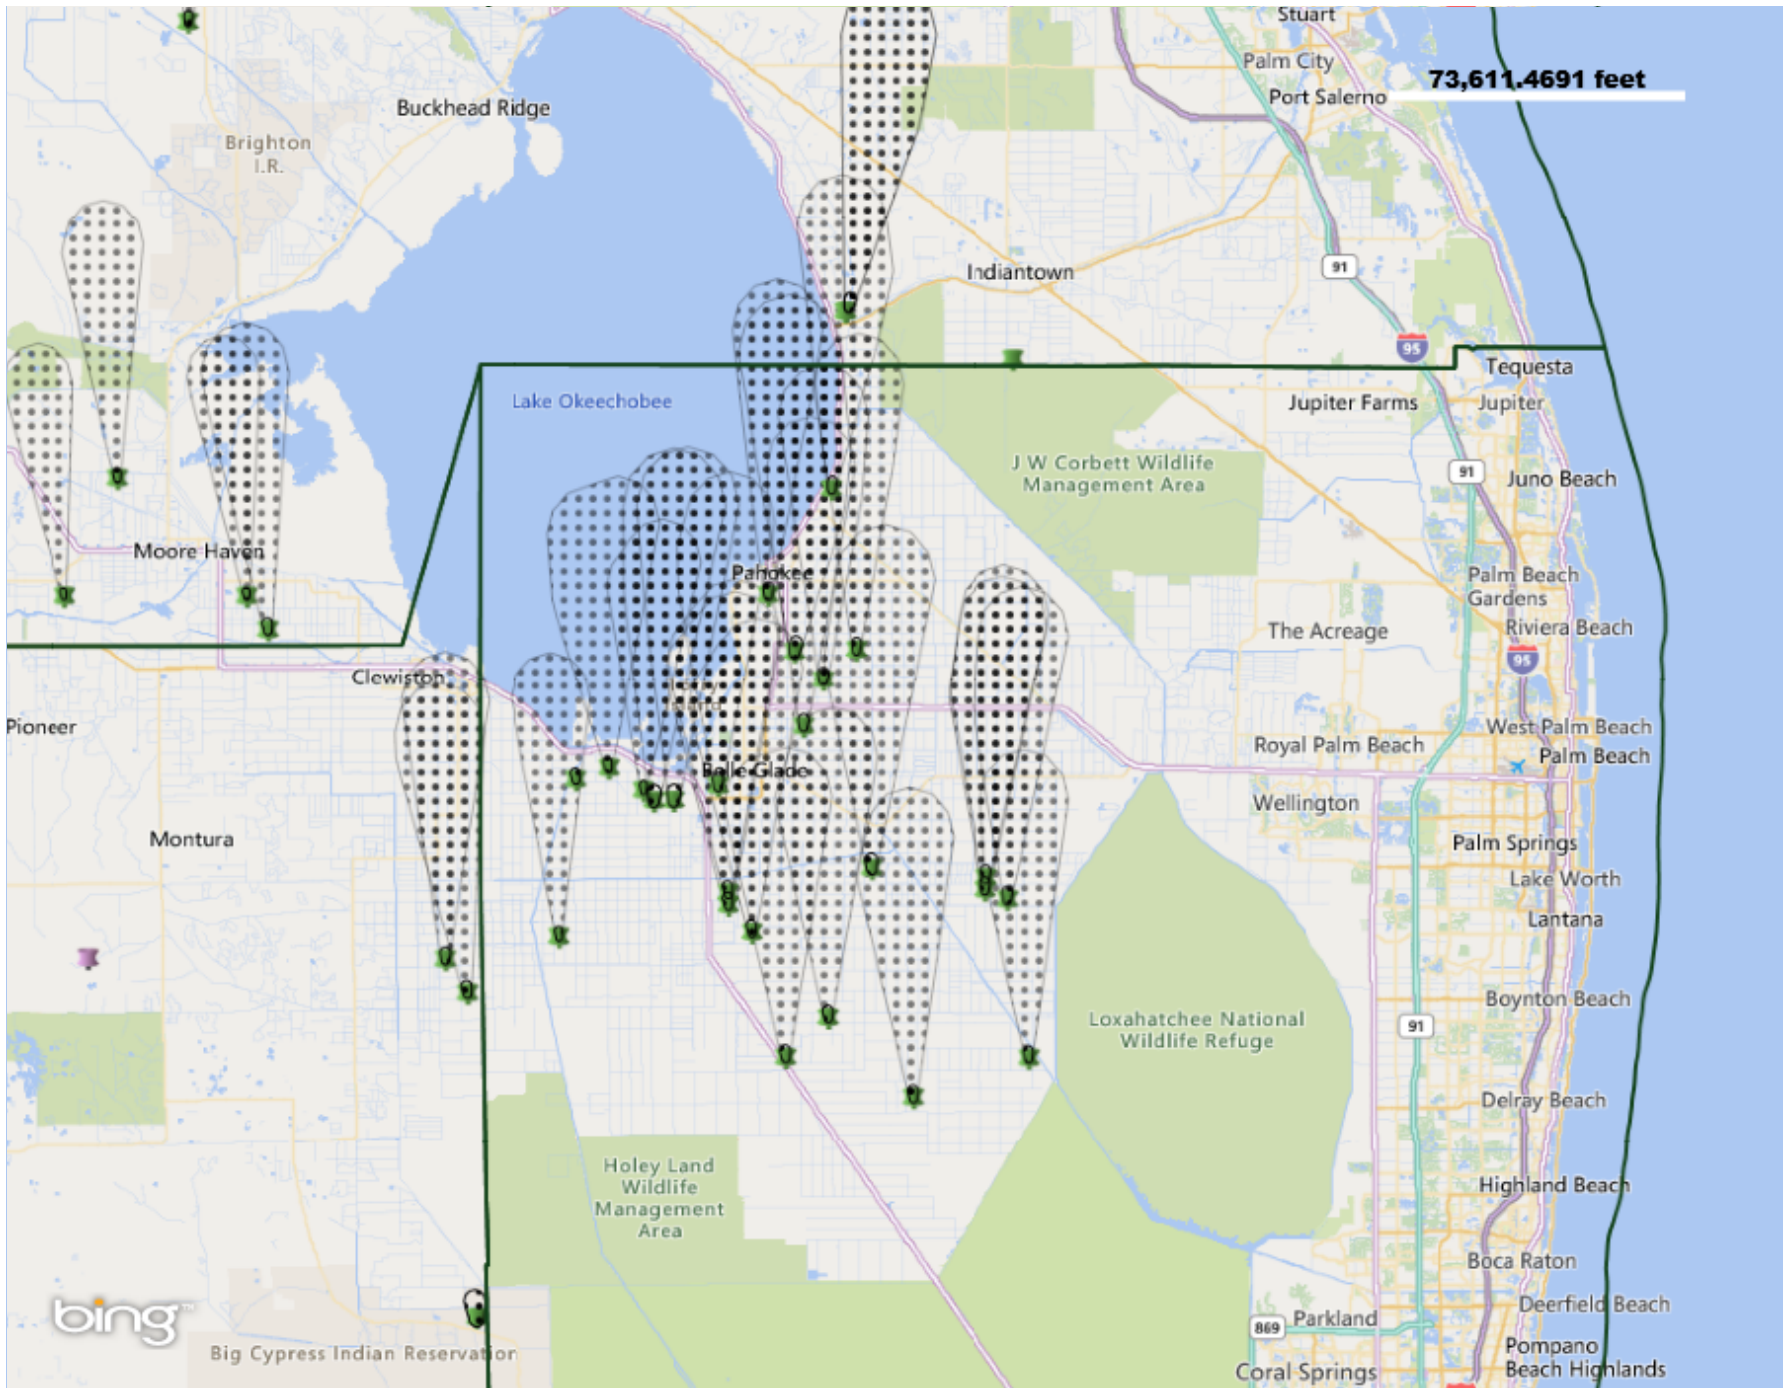 Stuart
Palm City
73,611.4691 feet
Port Salerno
Buckhead Ridge
Brighton
I.R.
91
Indiantown
95
Tequesta
Lake Okeechobee
Jupiter Farms
Jupiter
J W Corbett Wildlife
Management Area
91
Juno Beach
Moore Haven
Pahokee
Palm Beach
Gardens
The Acreage
Riviera Beach
95
Clewiston
Island
Pioneer
West Palm Beach
Royal Palm Beach
Palm Beach
Belle Glade
Wellington
Montura
Palm Springs
Lake Worth
Lantana
Boynton Beach
Loxahatchee National
Wildlife Refuge
91
Delray Beach
Holey Land
Wildlife
Management
Area
Highland Beach
Boca Raton
bing
Deerfield Beach
869
Parkland
Big Cypress Indian Reservation
Pompano
Beach Highlands
Coral Springs